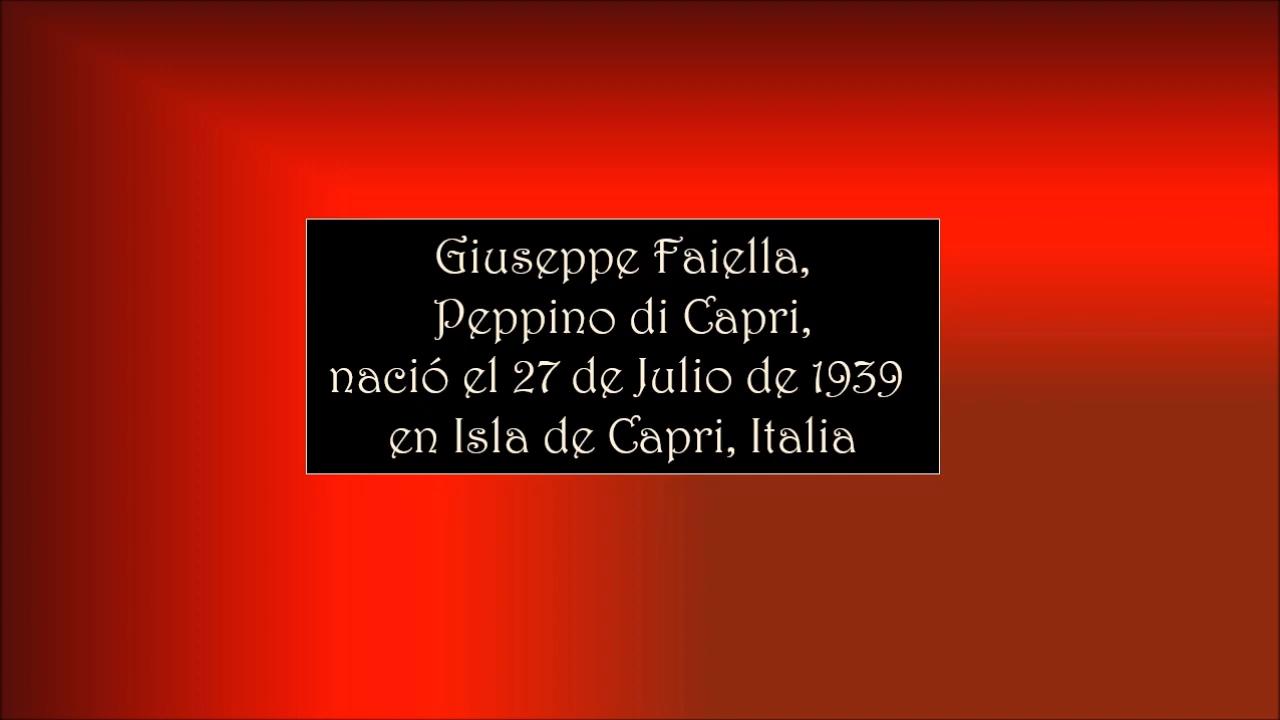 Giuseppe Faiella,
Peppino di Capri,
nació el 27 de Julio de 1939
en Isla de Capri, Italia